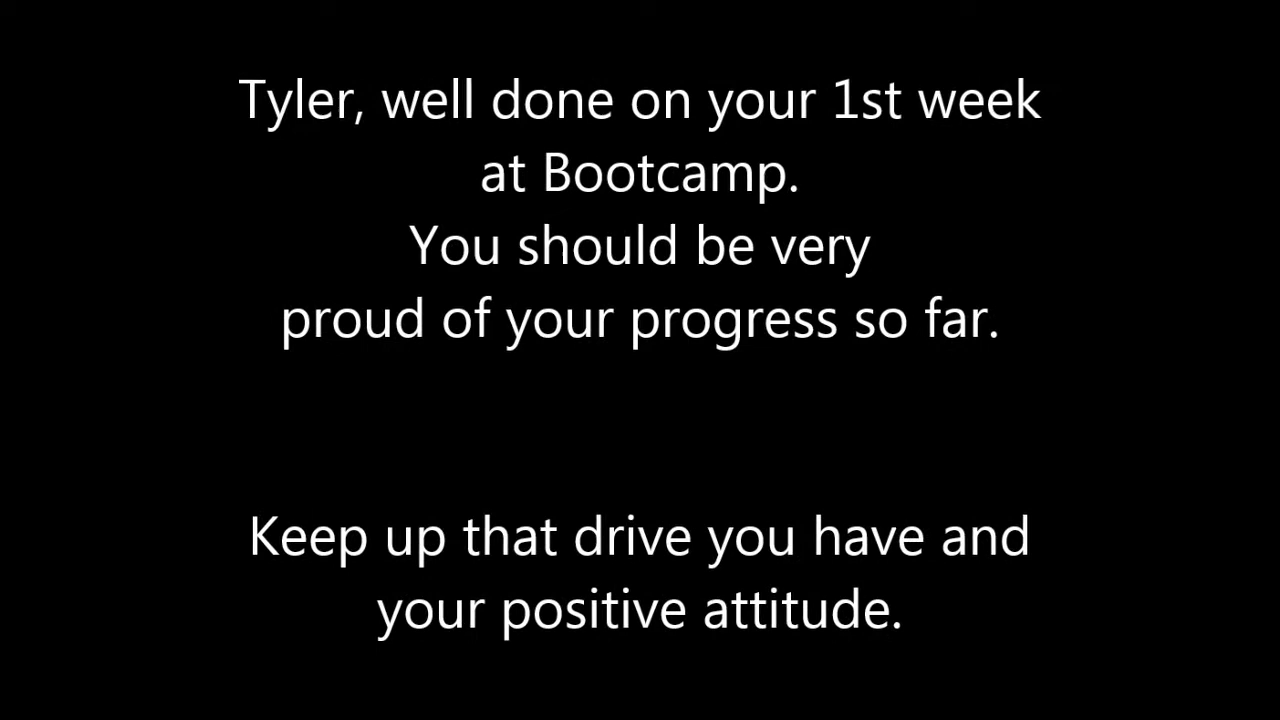 Tyler, well done on your 1st week
at Bootcamp.
You should be very
proud of your progress so far.
Keep up that drive you have and
your positive attitude.